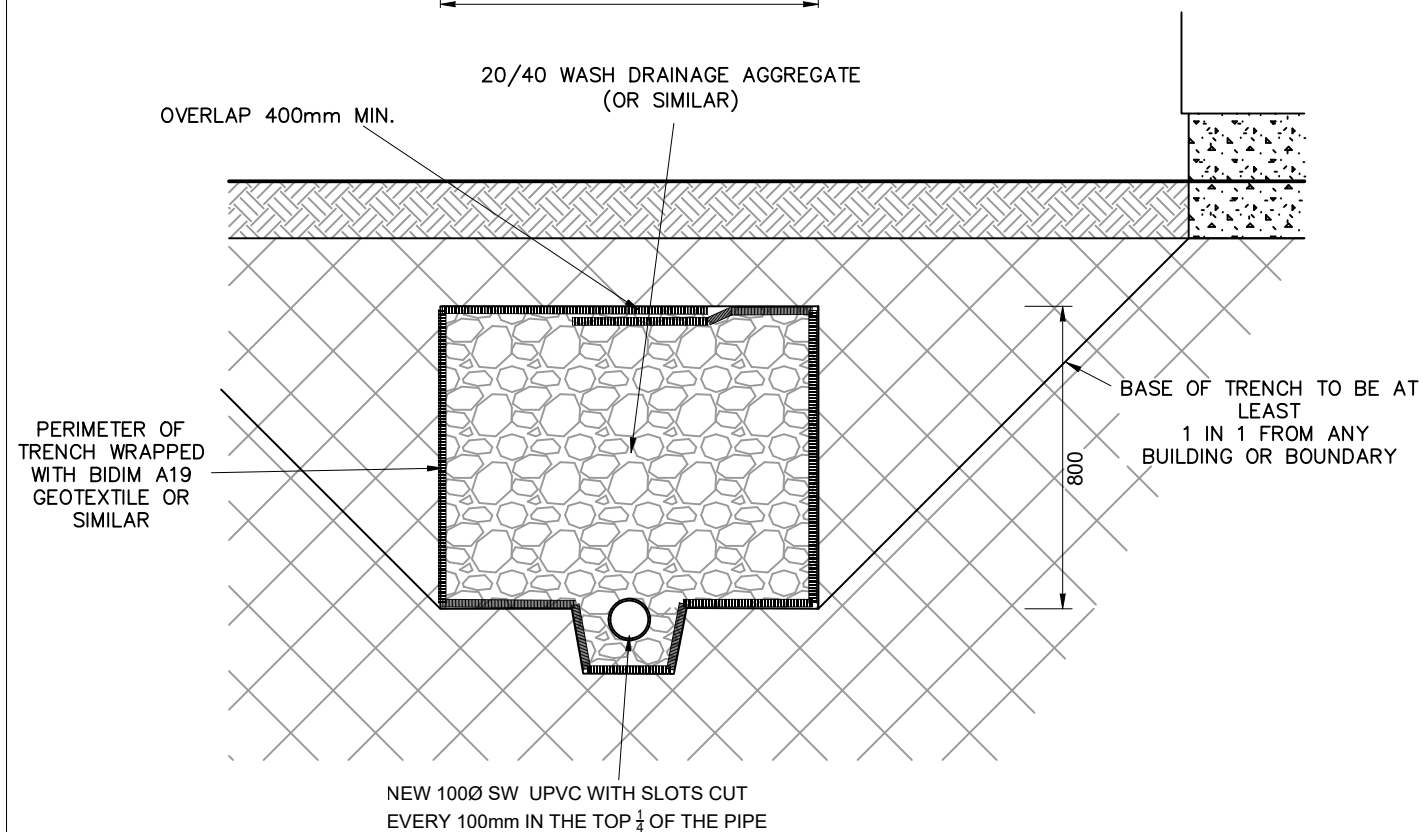 20/40 WASH DRAINAGE AGGREGATE
(OR SIMILAR)
OVERLAP 400mm MIN.
PERIMETER OF
TRENCH WRAPPED
WITH BIDIM A19
GEOTEXTILE OR
SIMILAR
BASE OF TRENCH TO BE AT
LEAST
1 IN 1 FROM ANY
BUILDING OR BOUNDARY
800
NEW 100Ø SW UPVC WITH SLOTS CUT
EVERY 100mm IN THE TOP 1/4 OF THE PIPE